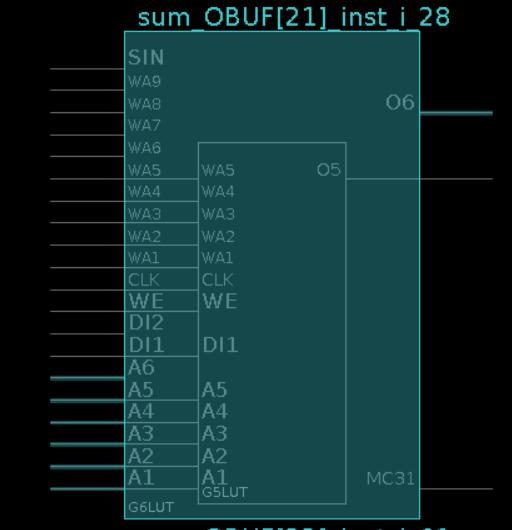 sum_OBUF[21]_inst_i_28
SIN
WA9
WA8
O6
WA7
WA6
WA5 WA5 O5
WA4 WA4
WA3 WA3
WA2 WA2
WA1 WA1
CLK CLK
WE WE
DI2
DI1 DI1
A6
A5 A5
A4 A4
A3 A3
A2 A2
A1 A1 MC31
G5LUT
G6LUT